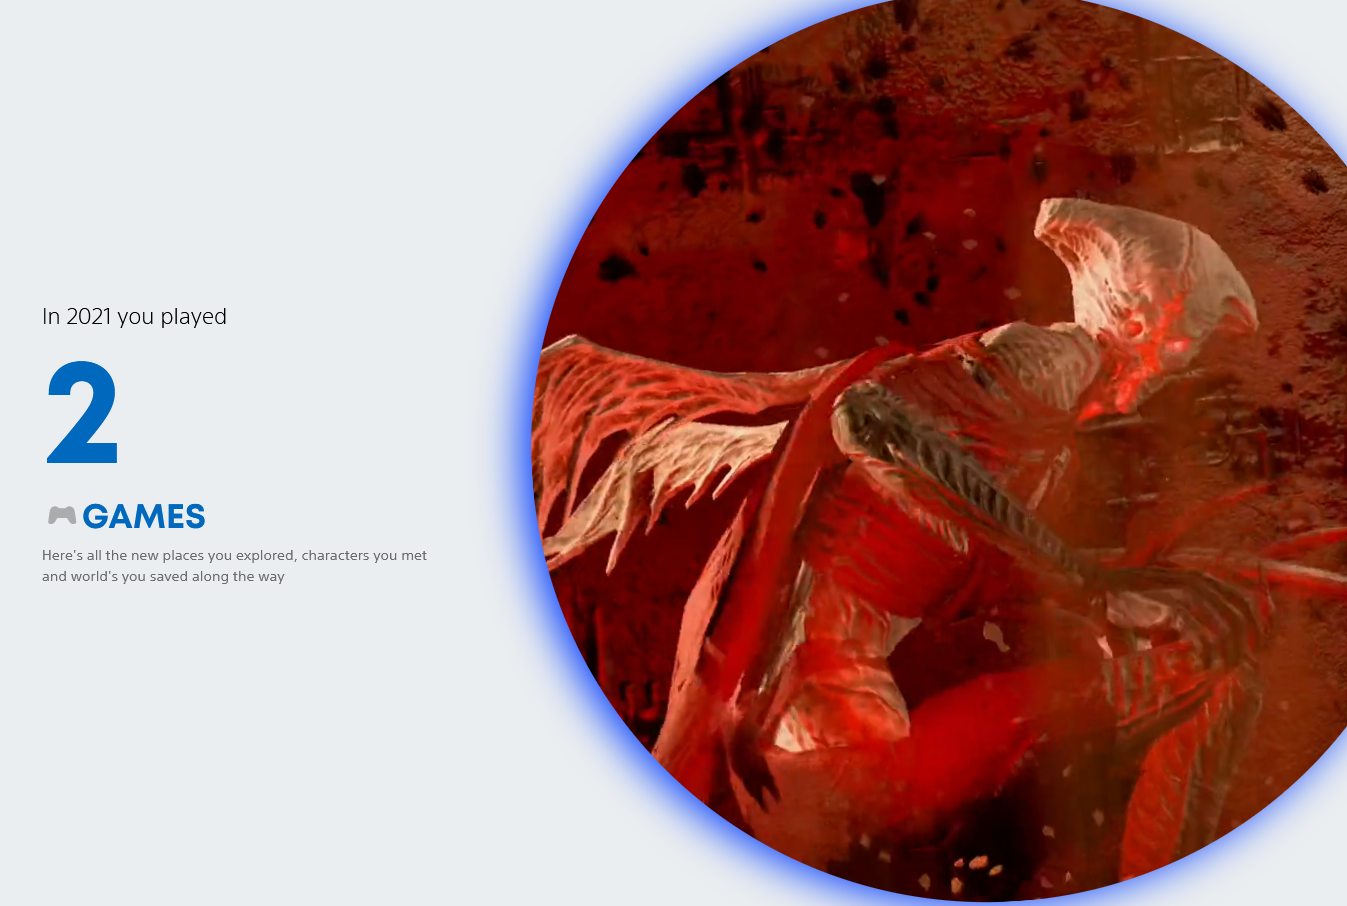 In 2021 you played
2
GAMES
Here's all the new places you explored, characters you met
and world's you saved along the way